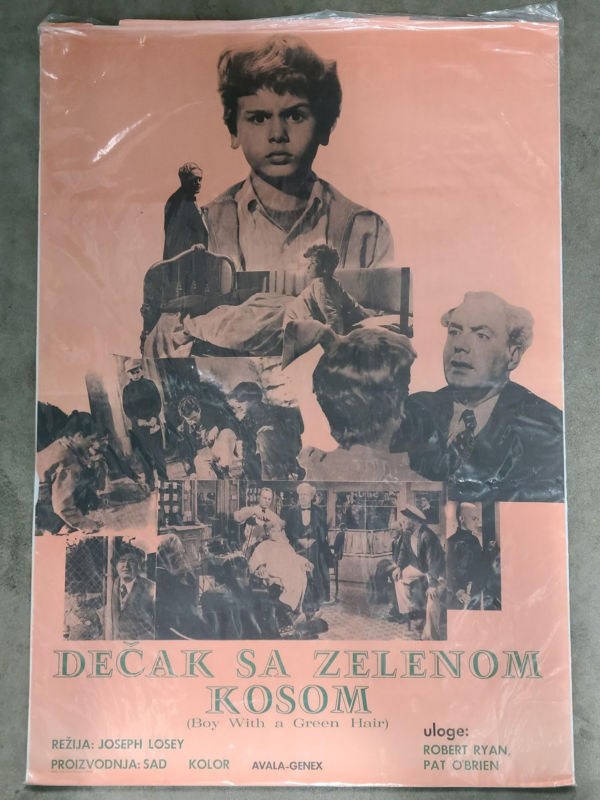 DEČAK SA ZELENOM
KOSOM
(Boy With a Green Hair)
REŽIJA: JOSEPH LOSEY
PROIZVODNJA: SAD KOLOR AVALA-GENEX
uloge:
ROBERT RYAN,
PAT O'BRIEN